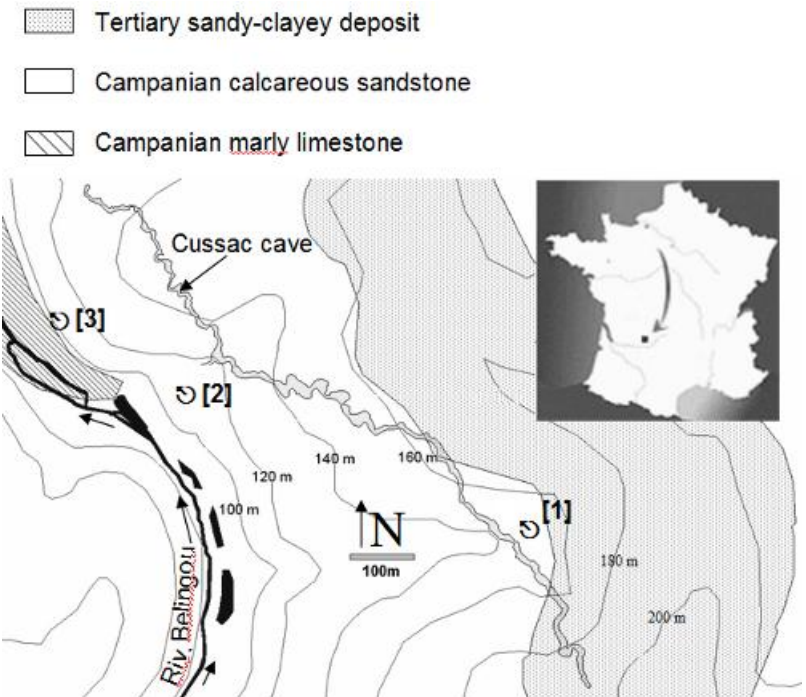 Tertiary sandy-clayey deposit
Campanian calcareous sandstone
Campanian marly limestone
Cussac cave
[3]
[2]
140 m
160 m
120 m
100 m
[1]
N
100m
180 m
200 m
Riv. Belingou